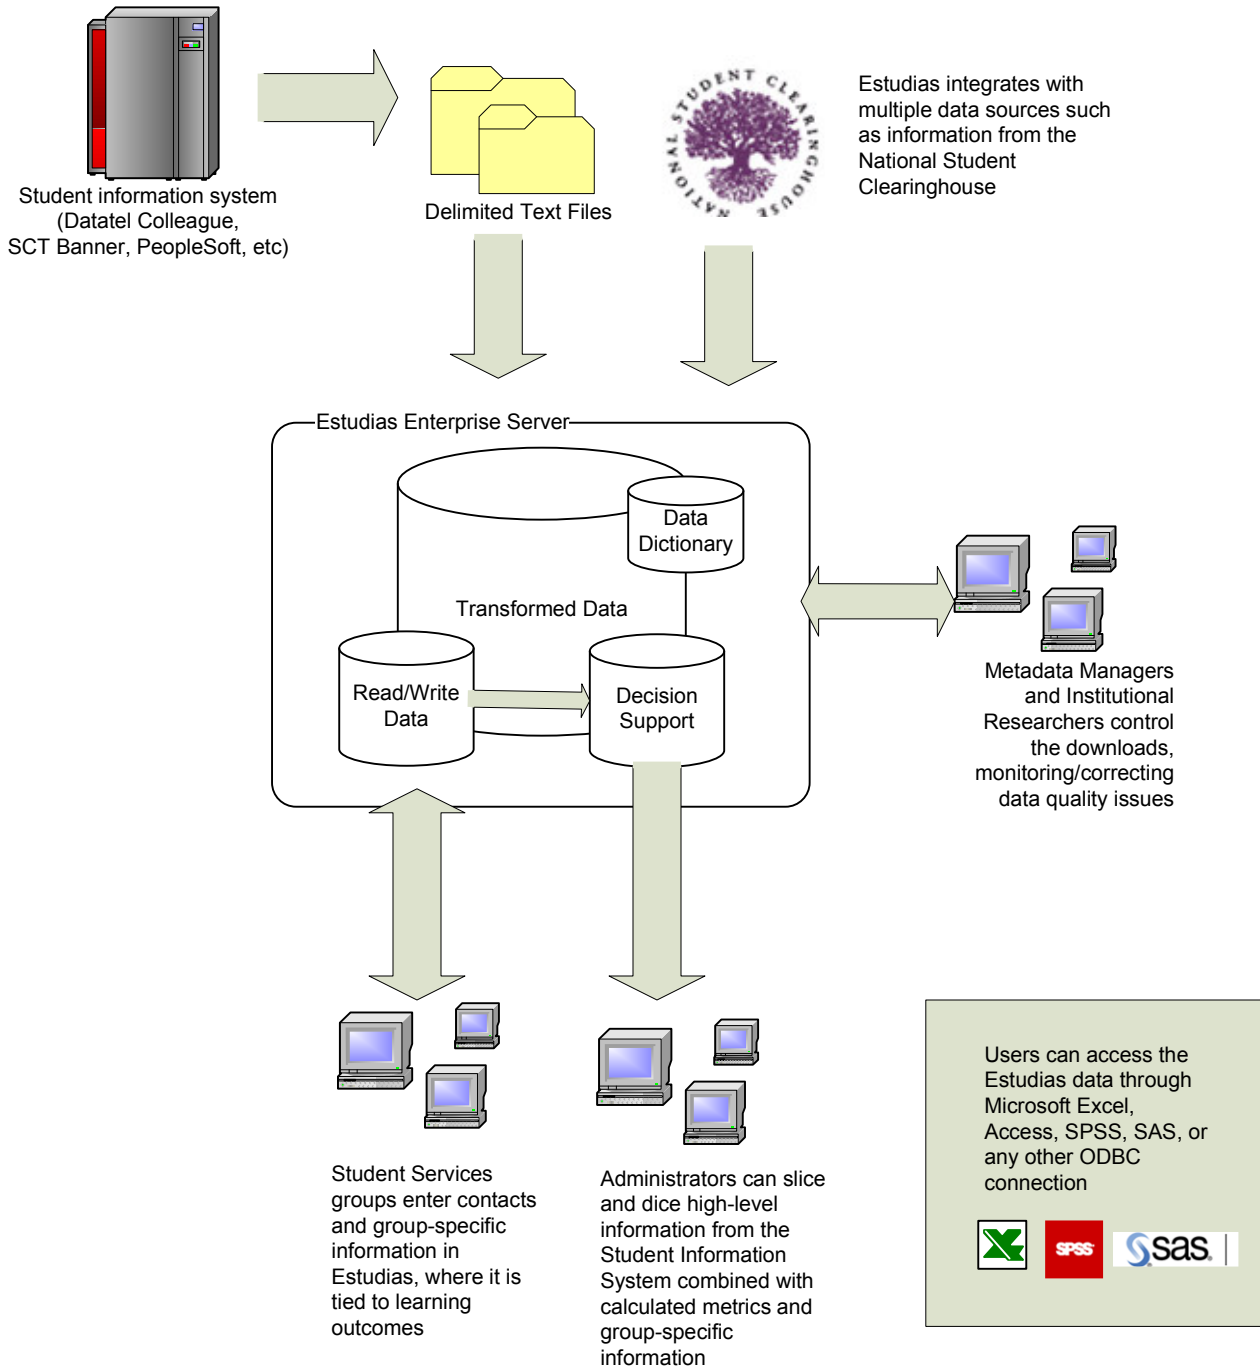 Student information system
(Datatel Colleague,
SCT Banner, PeopleSoft, etc)
Delimited Text Files
NATIONAL STUDENT CLEARINGHOUSE
Estudias integrates with
multiple data sources such
as information from the
National Student
Clearinghouse
Estudias Enterprise Server
Data
Dictionary
Transformed Data
Read/Write
Data
Decision
Support
Metadata Managers
and Institutional
Researchers control
the downloads,
monitoring/correcting
data quality issues
Student Services
groups enter contacts
and group-specific
information in
Estudias, where it is
tied to learning
outcomes
Administrators can slice
and dice high-level
information from the
Student Information
System combined with
calculated metrics and
group-specific
information
Users can access the
Estudias data through
Microsoft Excel,
Access, SPSS, SAS, or
any other ODBC
connection
SPSS
sas